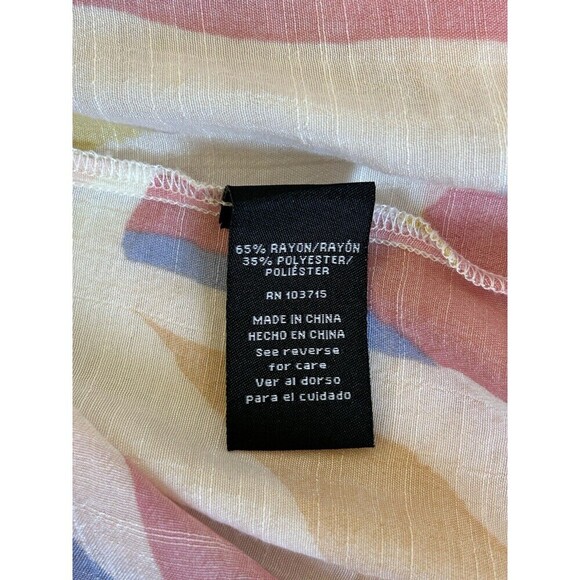 65% RAYON/RAYÓN
35% POLYESTER/
POLIÉSTER
RN 103715
MADE IN CHINA
HECHO EN CHINA
See reverse
for care
Ver al dorso
para el cuidado